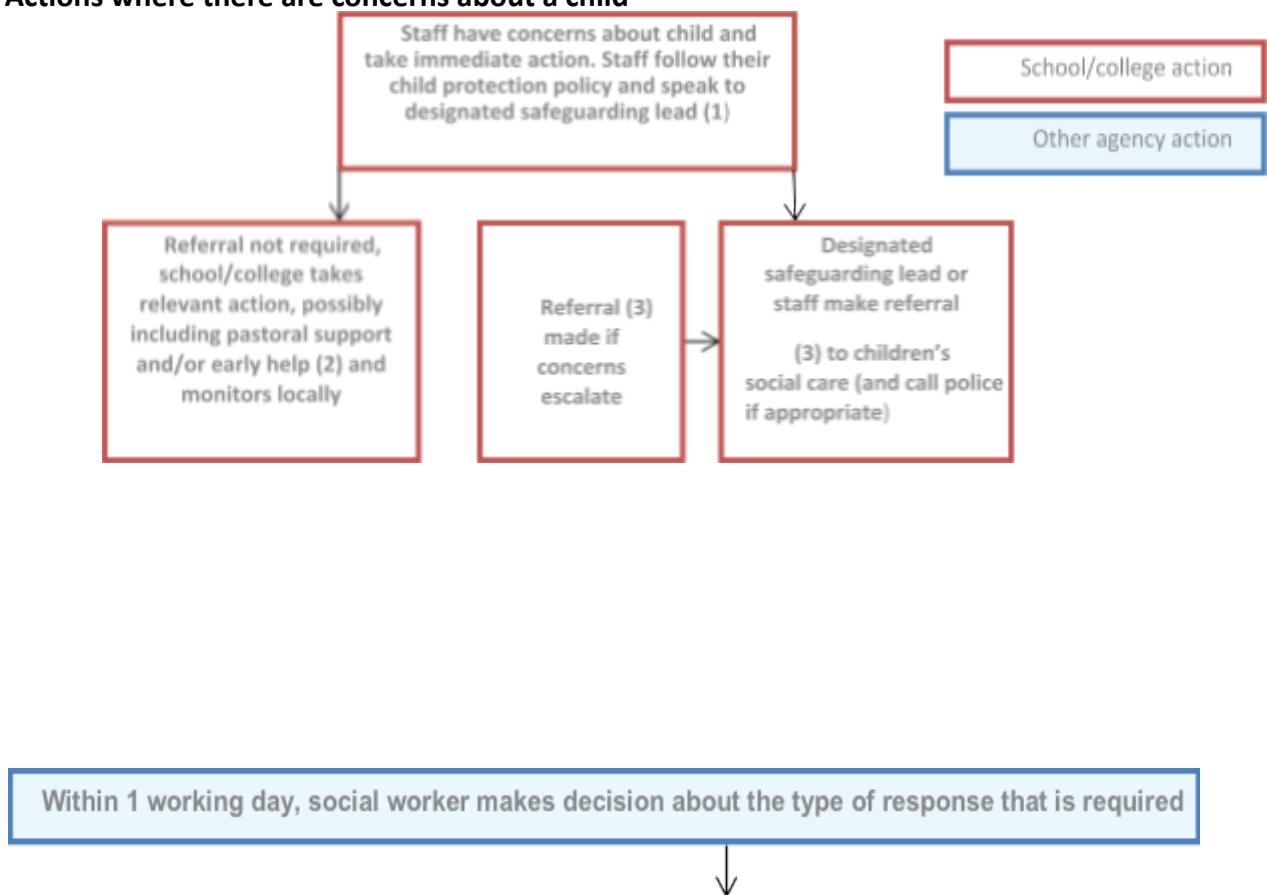 Actions where there are concerns about a child
Staff have concerns about child and
take immediate action. Staff follow their
child protection policy and speak to
designated safeguarding lead (1)
School/college action
Other agency action
Referral not required,
school/college takes
relevant action, possibly
including pastoral support
and/or early help (2) and
monitors locally
Referral (3)
made if
concerns
escalate
Designated
safeguarding lead or
staff make referral
(3) to children's
social care (and call police
if appropriate)
Within 1 working day, social worker makes decision about the type of response that is required